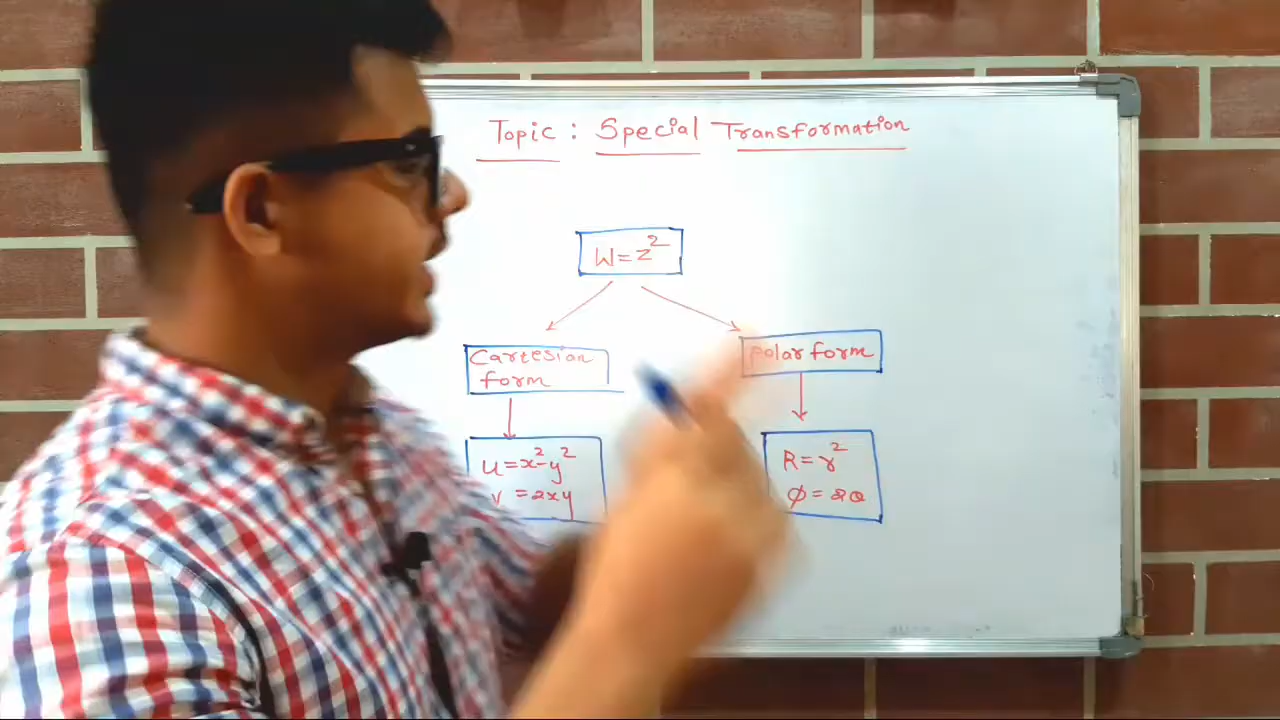 Topic : Special Transformation
W = z²
Cartesian form
polar form
u = x² - y²
v = 2xy
R = r²
φ = 2θ